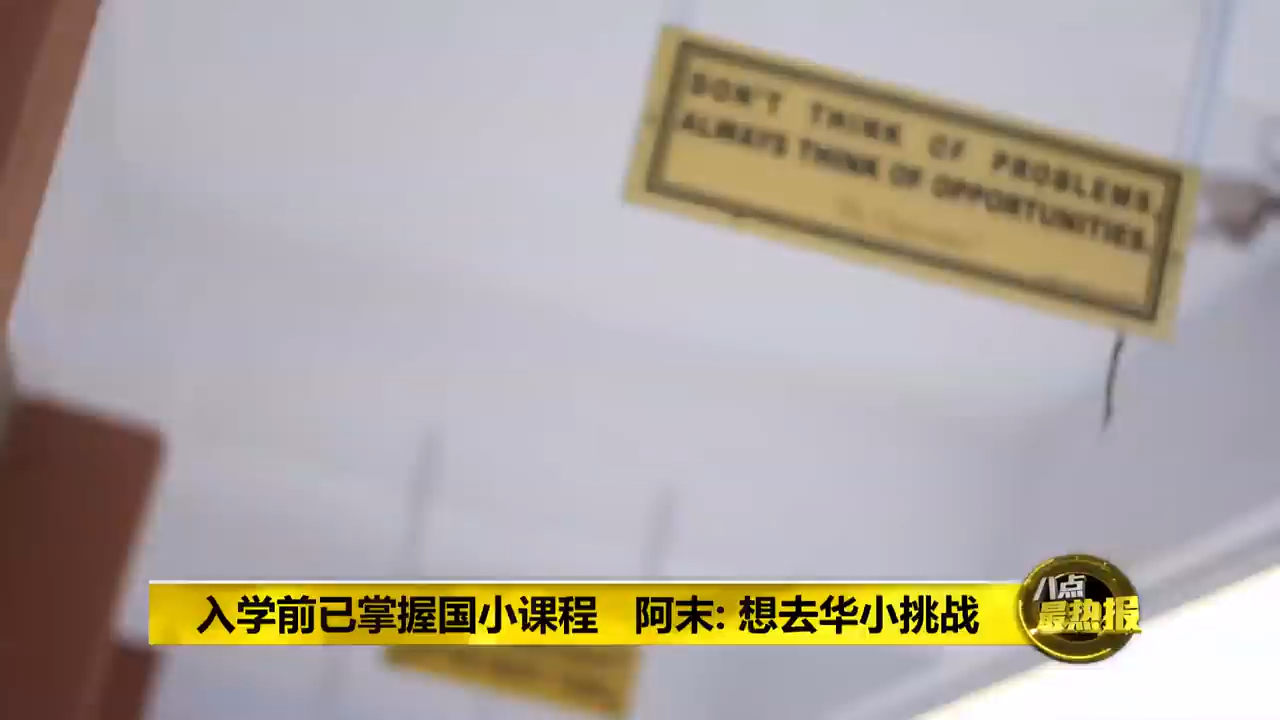 DON'T THINK OF PROBLEMS,
ALWAYS THINK OF OPPORTUNITIES.
入学前已掌握国小课程 阿末: 想去华小挑战
八点
最热报